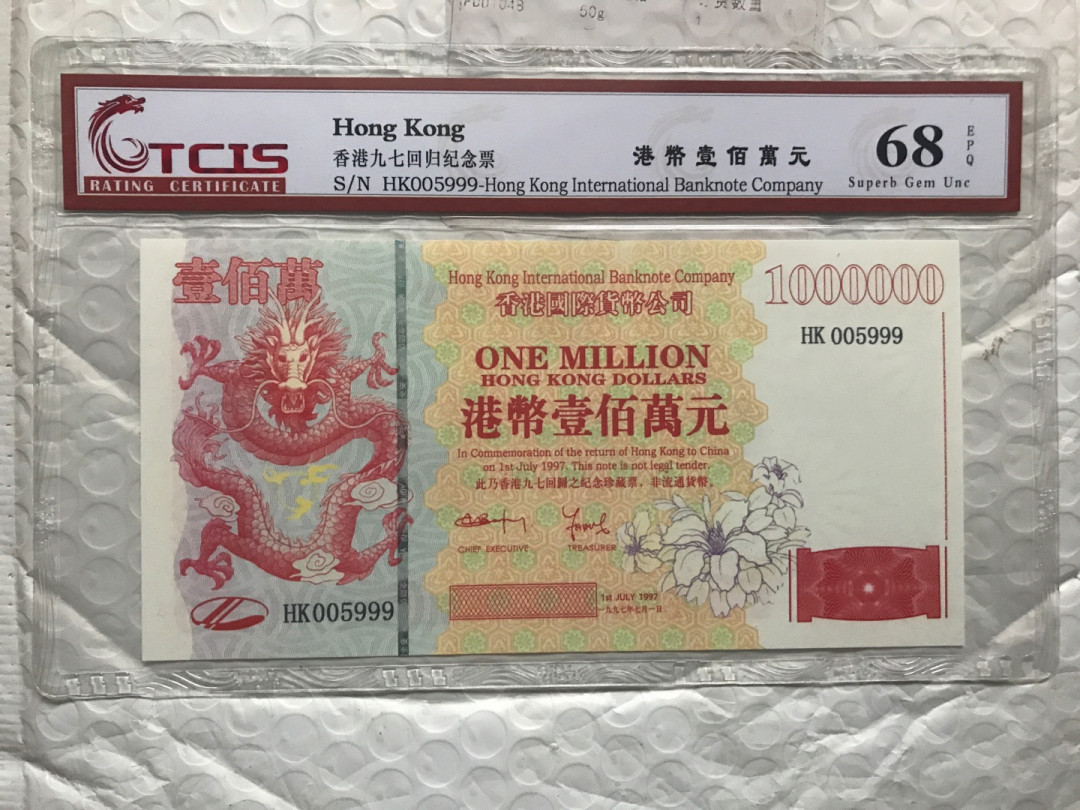 50g
1
TCIS
RATING CERTIFICATE
Hong Kong
香港九七回归纪念票
港幣壹佰萬元
S/N HK005999-Hong Kong International Banknote Company
68
EPQ
Superb Gem Unc
壹佰萬
Hong Kong International Banknote Company
香港國際貨幣公司
1000000
HK 005999
ONE MILLION
HONG KONG DOLLARS
港幣壹佰萬元
In Commemoration of the return of Hong Kong to China
on 1st July 1997. This note is not legal tender.
此乃香港九七回歸之紀念珍藏票，非流通貨幣。
CHIEF EXECUTIVE
TREASURER
1st JULY 1997
一九九七年七月一日
HK005999